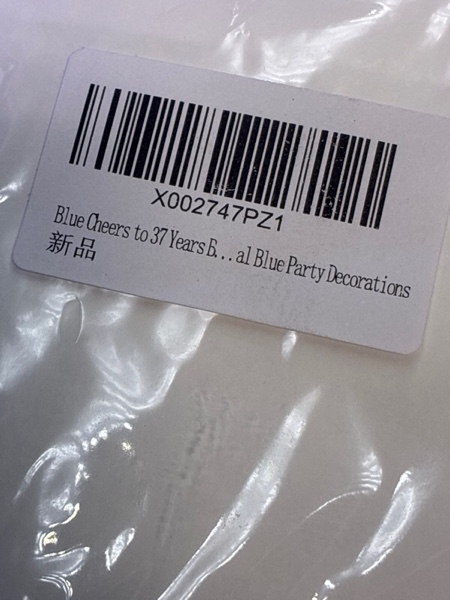 X002747PZ1
Blue Cheers to 37 Years B...al Blue Party Decorations
新品